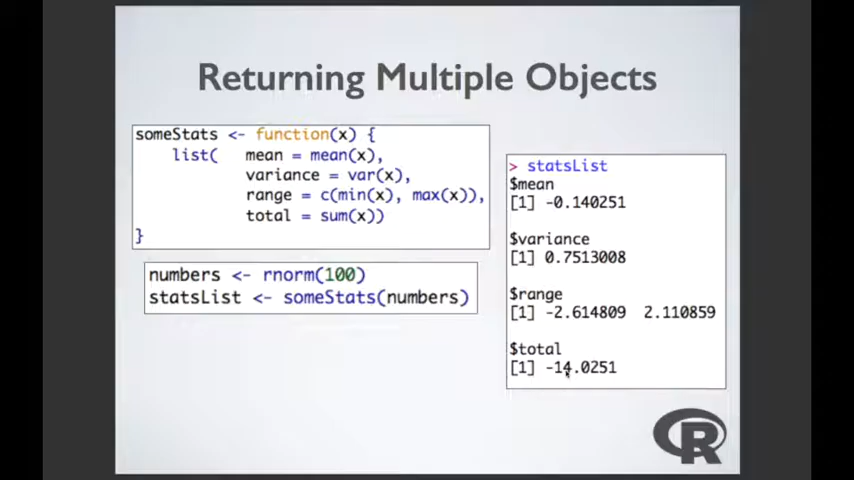 Returning Multiple Objects
someStats <- function(x) {
list( mean = mean(x),
variance = var(x),
range = c(min(x), max(x)),
total = sum(x))
}
numbers <- rnorm(100)
statsList <- someStats(numbers)
> statsList
$mean
[1] -0.140251
$variance
[1] 0.7513008
$range
[1] -2.614809 2.110859
$total
[1] -14.0251
R